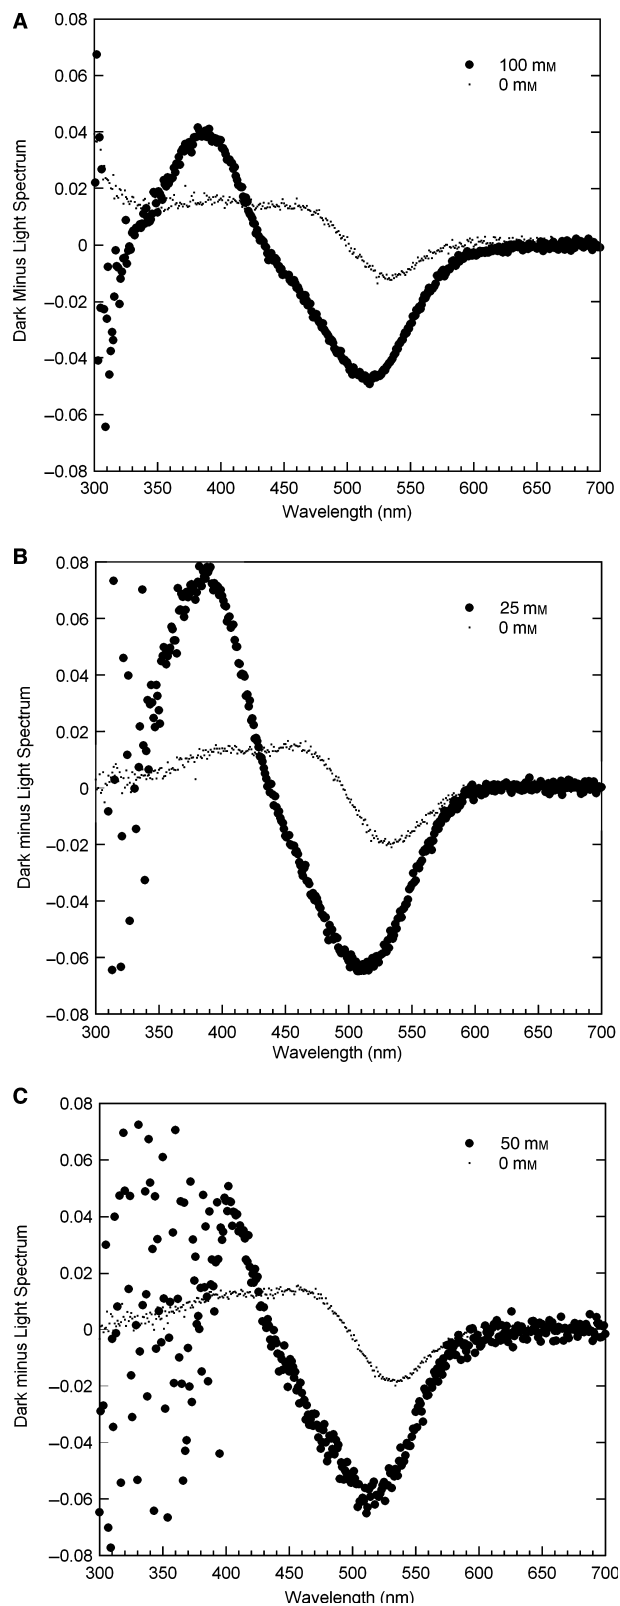 A
0.08
0.06
0.04
0.02
0
–0.02
–0.04
–0.06
–0.08
Dark Minus Light Spectrum
100 mM
0 mM
300 350 400 450 500 550 600 650 700
Wavelength (nm)
B
0.08
0.06
0.04
0.02
0
–0.02
–0.04
–0.06
–0.08
Dark minus Light Spectrum
25 mM
0 mM
300 350 400 450 500 550 600 650 700
Wavelength (nm)
C
0.08
0.06
0.04
0.02
0
–0.02
–0.04
–0.06
–0.08
Dark minus Light Spectrum
50 mM
0 mM
300 350 400 450 500 550 600 650 700
Wavelength (nm)